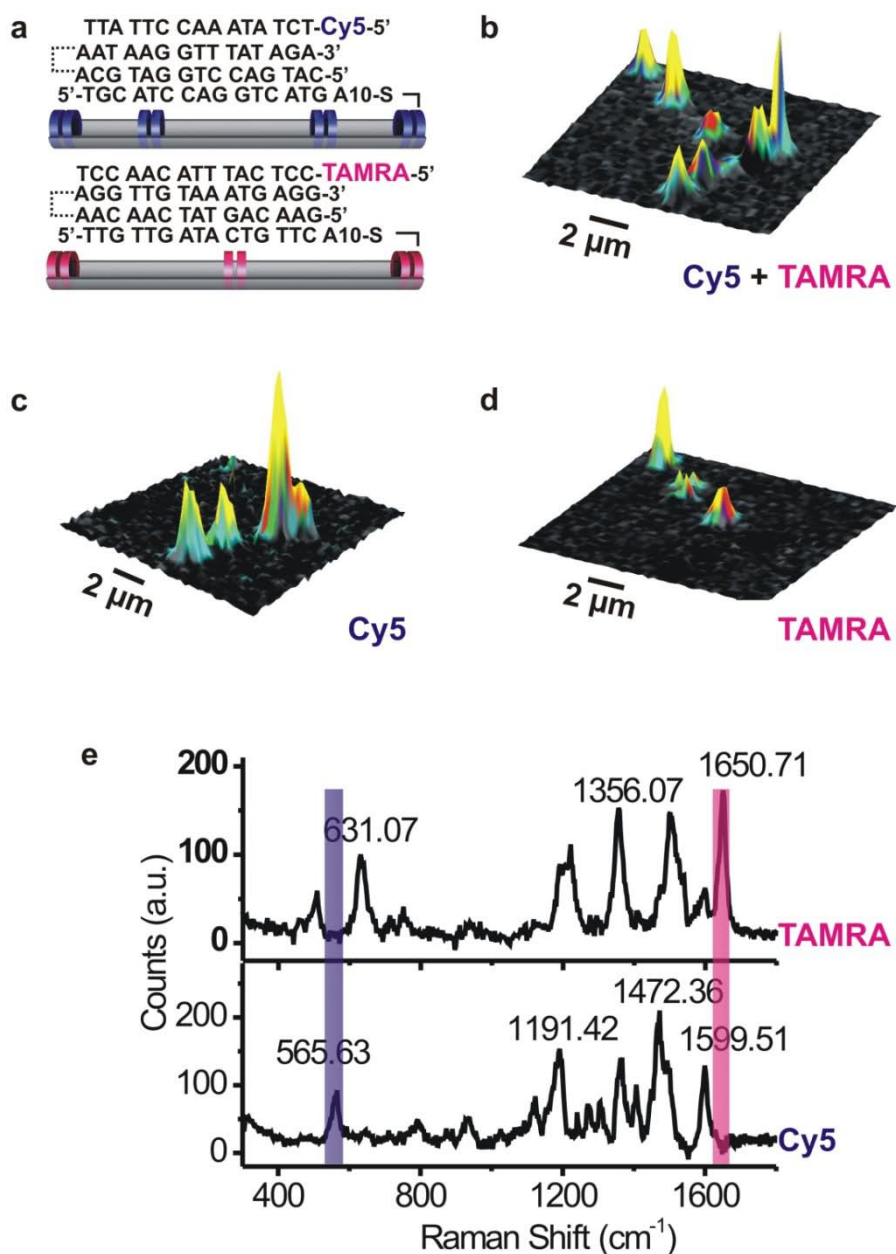 a
TTA TTC CAA ATA TCT-Cy5-5’
AAT AAG GTT TAT AGA-3’
ACG TAG GTC CAG TAC-5’
5’-TGC ATC CAG GTC ATG A10-S
TCC AAC ATT TAC TCC-TAMRA-5’
AGG TTG TAA ATG AGG-3’
AAC AAC TAT GAC AAG-5’
5’-TTG TTG ATA CTG TTC A10-S
b
2 µm
Cy5 + TAMRA
c
2 µm
Cy5
d
2 µm
TAMRA
e
200
100
0
631.07
1356.07
1650.71
TAMRA
Counts (a.u.)
200
100
0
565.63
1191.42
1472.36
1599.51
Cy5
400 800 1200 1600
Raman Shift (cm⁻¹)